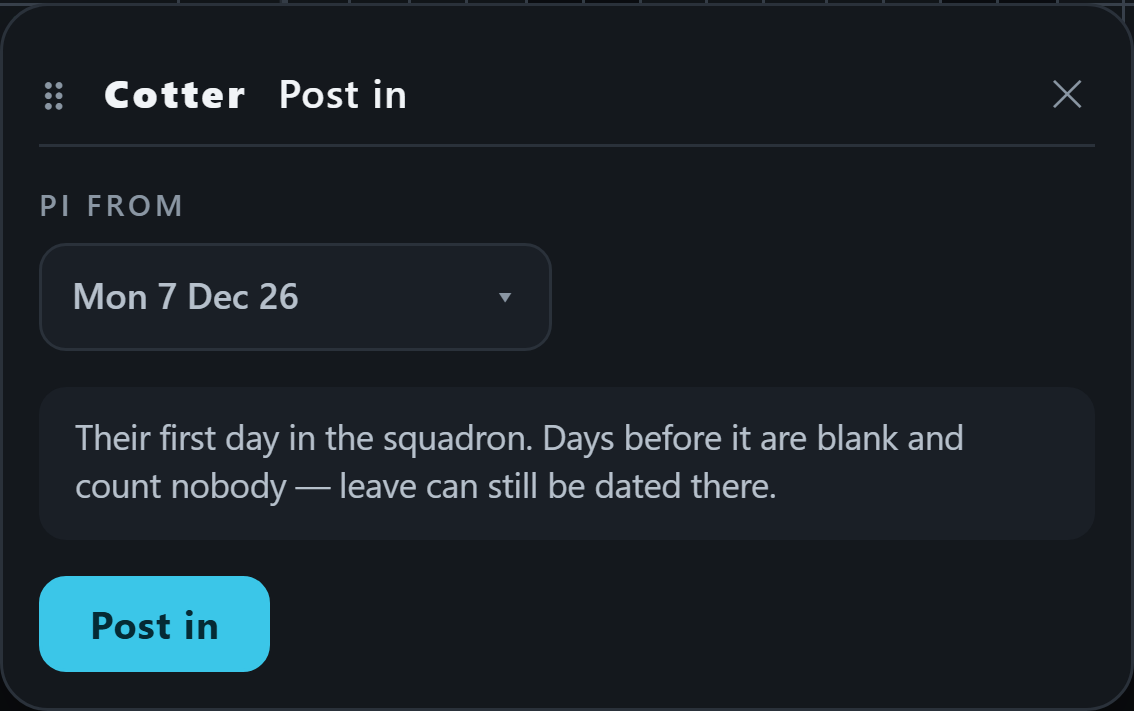 Cotter Post in
PI FROM
Mon 7 Dec 26
Their first day in the squadron. Days before it are blank and
count nobody — leave can still be dated there.
Post in